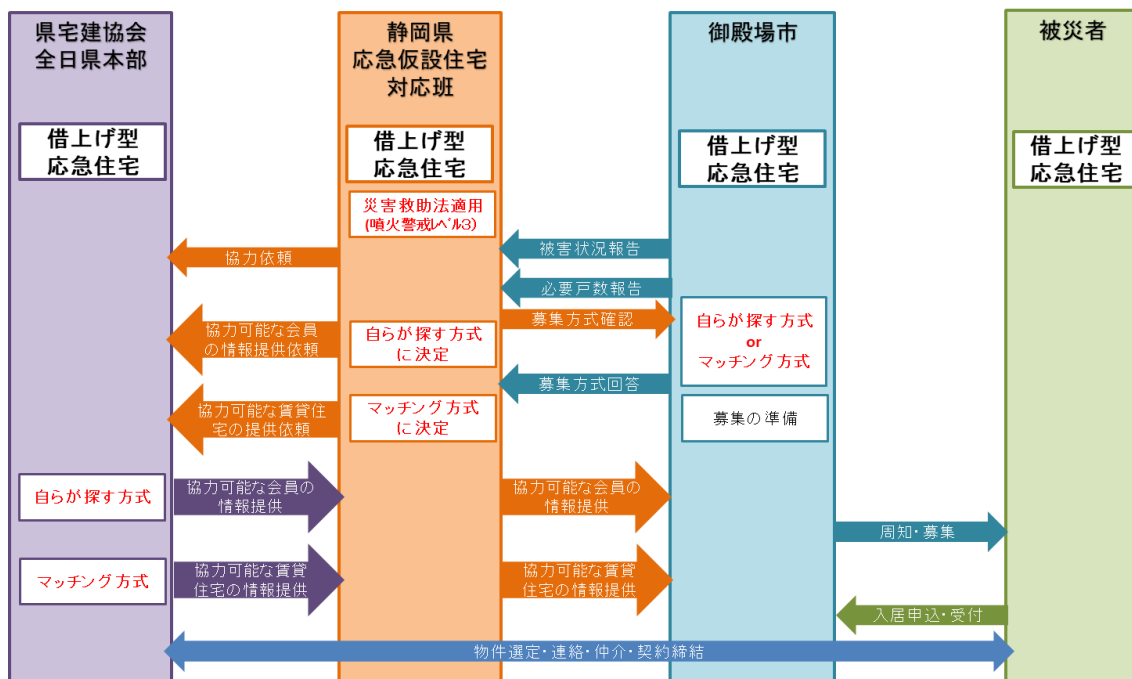 県宅建協会
全日県本部
静岡県
応急仮設住宅
対応班
御殿場市
被災者
借上げ型
応急住宅
借上げ型
応急住宅
借上げ型
応急住宅
借上げ型
応急住宅
災害救助法適用
(噴火警戒ﾚﾍﾞﾙ3)
協力依頼
被害状況報告
必要戸数報告
募集方式確認
協力可能な会員
の情報提供依頼
自らが探す方式
に決定
自らが探す方式
or
マッチング方式
募集方式回答
協力可能な賃貸住
宅の提供依頼
マッチング方式
に決定
募集の準備
自らが探す方式
協力可能な会員の
情報提供
協力可能な会員の
情報提供
周知・募集
マッチング方式
協力可能な賃貸
住宅の情報提供
協力可能な賃貸
住宅の情報提供
入居申込・受付
物件選定・連絡・仲介・契約締結